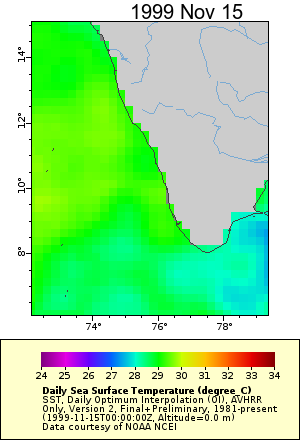 1999 Nov 15
14°
12°
10°
8°
74°
76°
78°
24 25 26 27 28 29 30 31 32 33 34
Daily Sea Surface Temperature (degree_C)
SST, Daily Optimum Interpolation (OI), AVHRR
Only, Version 2, Final+Preliminary, 1981-present
(1999-11-15T00:00:00Z, Altitude=0.0 m)
Data courtesy of NOAA NCEI